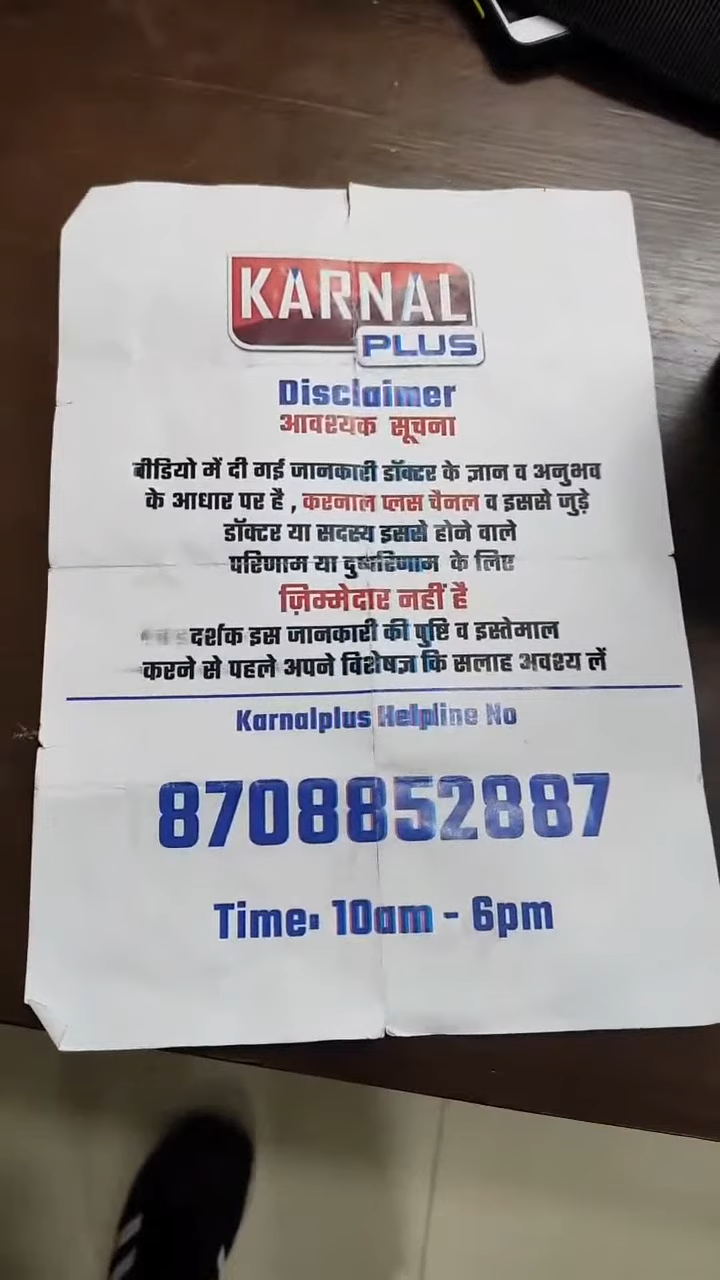 KARNAL
PLUS
Disclaimer
आवश्यक सूचना
वीडियो में दी गई जानकारी डॉक्टर के ज्ञान व अनुभव
के आधार पर है , करनाल प्लस चैनल व इससे जुड़े
डॉक्टर या सदस्य इससे होने वाले
परिणाम या दुष्परिणाम के लिए
ज़िम्मेदार नहीं है
दर्शक इस जानकारी की पुष्टि व इस्तेमाल
करने से पहले अपने विशेषज्ञ कि सलाह अवश्य लें
Karnalplus Helpline No
8708852887
Time: 10am - 6pm